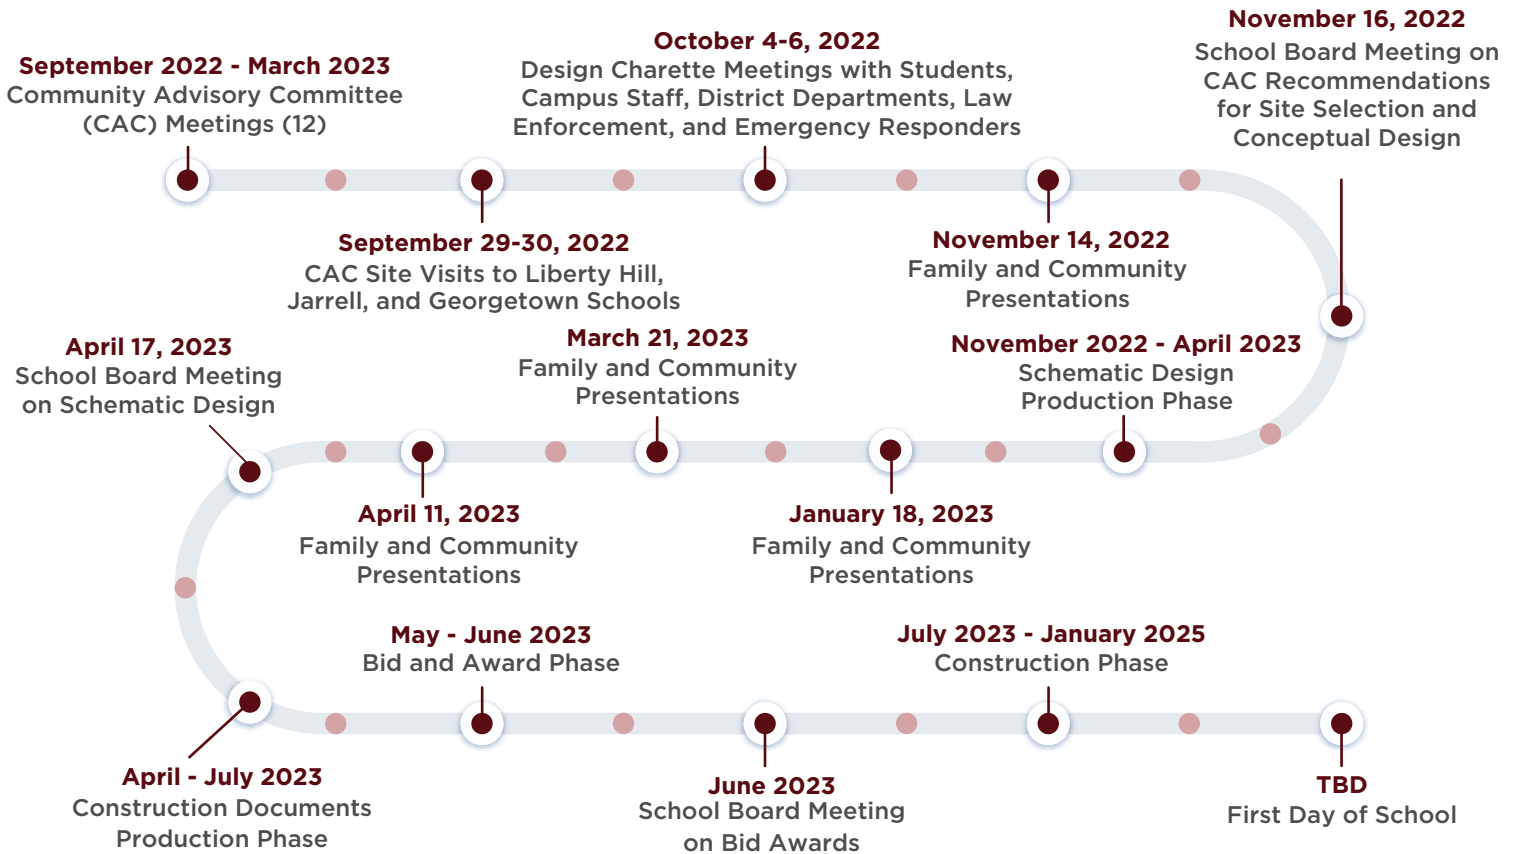 September 2022 - March 2023
Community Advisory Committee
(CAC) Meetings (12)
September 29-30, 2022
CAC Site Visits to Liberty Hill,
Jarrell, and Georgetown Schools
October 4-6, 2022
Design Charette Meetings with Students,
Campus Staff, District Departments, Law
Enforcement, and Emergency Responders
November 14, 2022
Family and Community
Presentations
November 16, 2022
School Board Meeting on
CAC Recommendations
for Site Selection and
Conceptual Design
November 2022 - April 2023
Schematic Design
Production Phase
January 18, 2023
Family and Community
Presentations
March 21, 2023
Family and Community
Presentations
April 11, 2023
Family and Community
Presentations
April 17, 2023
School Board Meeting
on Schematic Design
April - July 2023
Construction Documents
Production Phase
May - June 2023
Bid and Award Phase
June 2023
School Board Meeting
on Bid Awards
July 2023 - January 2025
Construction Phase
TBD
First Day of School